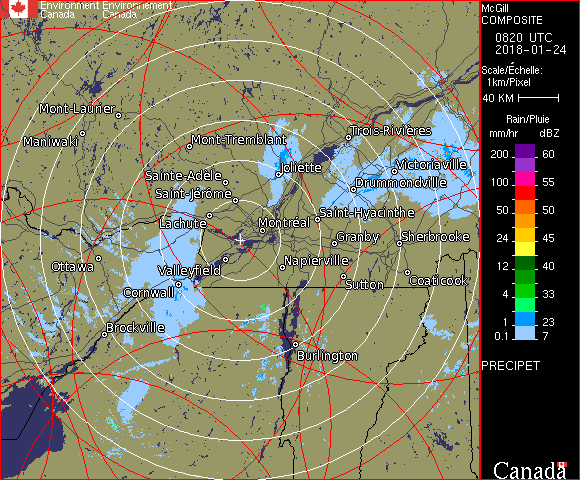 Environment Environnement
Canada Canada
McGill
COMPOSITE
0820 UTC
2018-01-24
Scale/Échelle:
1km/Pixel
40 KM
Rain/Pluie
mm/hr dBZ
200 60
150 57
100 55
50 50
24 45
12 40
4 33
1 23
0.1 7
PRECIPET
Canada
Mont-Laurier
Maniwaki
Mont-Tremblant
Trois-Rivières
Sainte-Adèle
Joliette
Victoriaville
Saint-Jérôme
Drummondville
Lachute
Montréal
Saint-Hyacinthe
Ottawa
Granby
Sherbrooke
Valleyfield
Napierville
Cornwall
Sutton
Coaticook
Brockville
Burlington